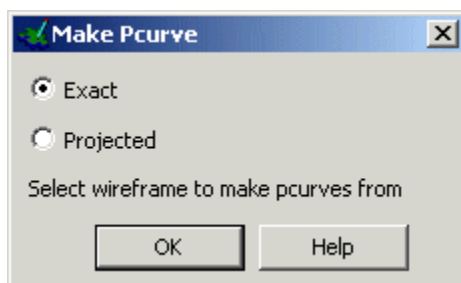 Make Pcurve
Exact
Projected
Select wireframe to make pcurves from
OK
Help